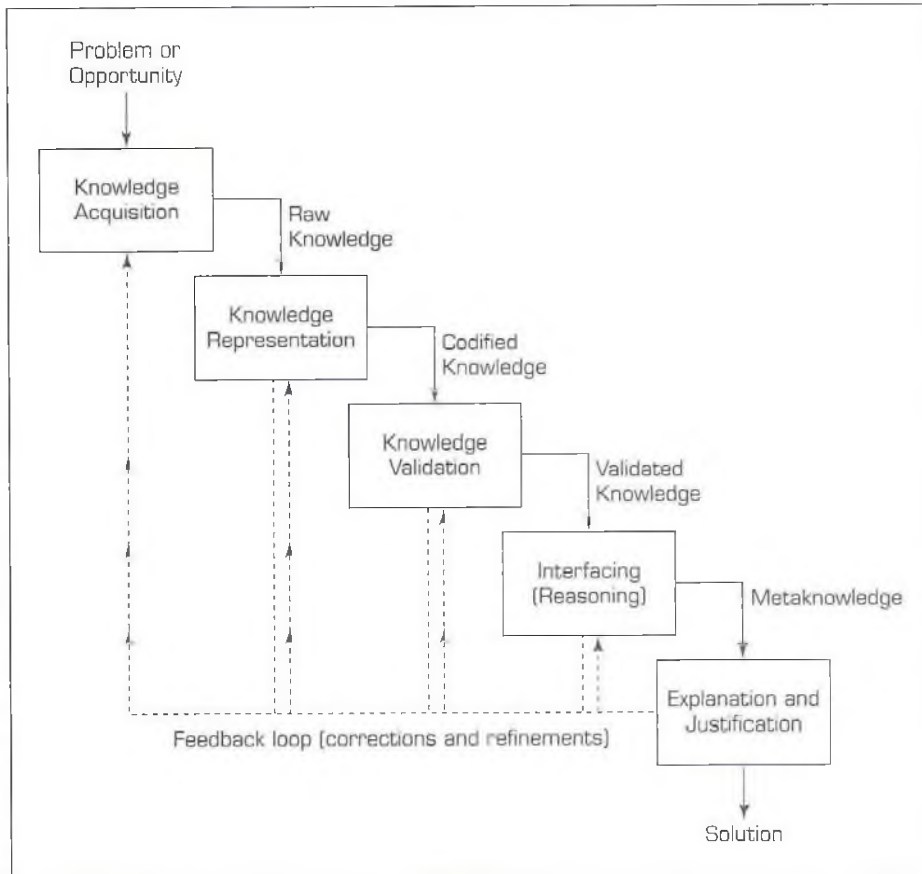 Problem or
Opportunity
Knowledge
Acquisition
Raw
Knowledge
Knowledge
Representation
Codified
Knowledge
Knowledge
Validation
Validated
Knowledge
Interfacing
(Reasoning)
Metaknowledge
Explanation and
Justification
Feedback loop (corrections and refinements)
Solution